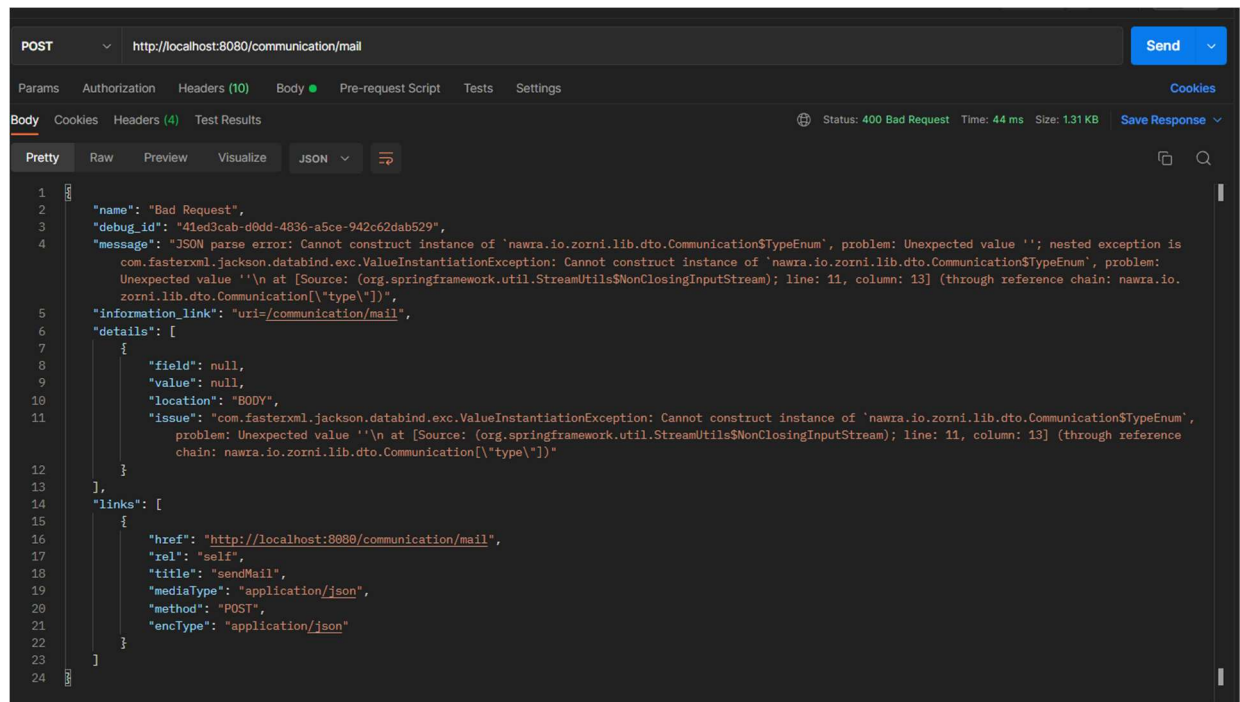 POST http://localhost:8080/communication/mail Send
Params Authorization Headers (10) Body Pre-request Script Tests Settings Cookies
Body Cookies Headers (4) Test Results Status: 400 Bad Request Time: 44 ms Size: 1.31 KB Save Response
Pretty Raw Preview Visualize JSON
1 {
2 "name": "Bad Request",
3 "debug_id": "41ed3cab-d0dd-4836-a5ce-942c62dab529",
4 "message": "JSON parse error: Cannot construct instance of `nawra.io.zorni.lib.dto.Communication$TypeEnum`, problem: Unexpected value ''; nested exception is
com.fasterxml.jackson.databind.exc.ValueInstantiationException: Cannot construct instance of `nawra.io.zorni.lib.dto.Communication$TypeEnum`, problem:
Unexpected value ''\n at [Source: (org.springframework.util.StreamUtils$NonClosingInputStream); line: 11, column: 13] (through reference chain: nawra.io.
zorni.lib.dto.Communication[\"type\"])",
5 "information_link": "uri=/communication/mail",
6 "details": [
7 {
8 "field": null,
9 "value": null,
10 "location": "BODY",
11 "issue": "com.fasterxml.jackson.databind.exc.ValueInstantiationException: Cannot construct instance of `nawra.io.zorni.lib.dto.Communication$TypeEnum`,
problem: Unexpected value ''\n at [Source: (org.springframework.util.StreamUtils$NonClosingInputStream); line: 11, column: 13] (through reference
chain: nawra.io.zorni.lib.dto.Communication[\"type\"])"
12 }
13 ],
14 "links": [
15 {
16 "href": "http://localhost:8080/communication/mail",
17 "rel": "self",
18 "title": "sendMail",
19 "mediaType": "application/json",
20 "method": "POST",
21 "encType": "application/json"
22 }
23 ]
24 }